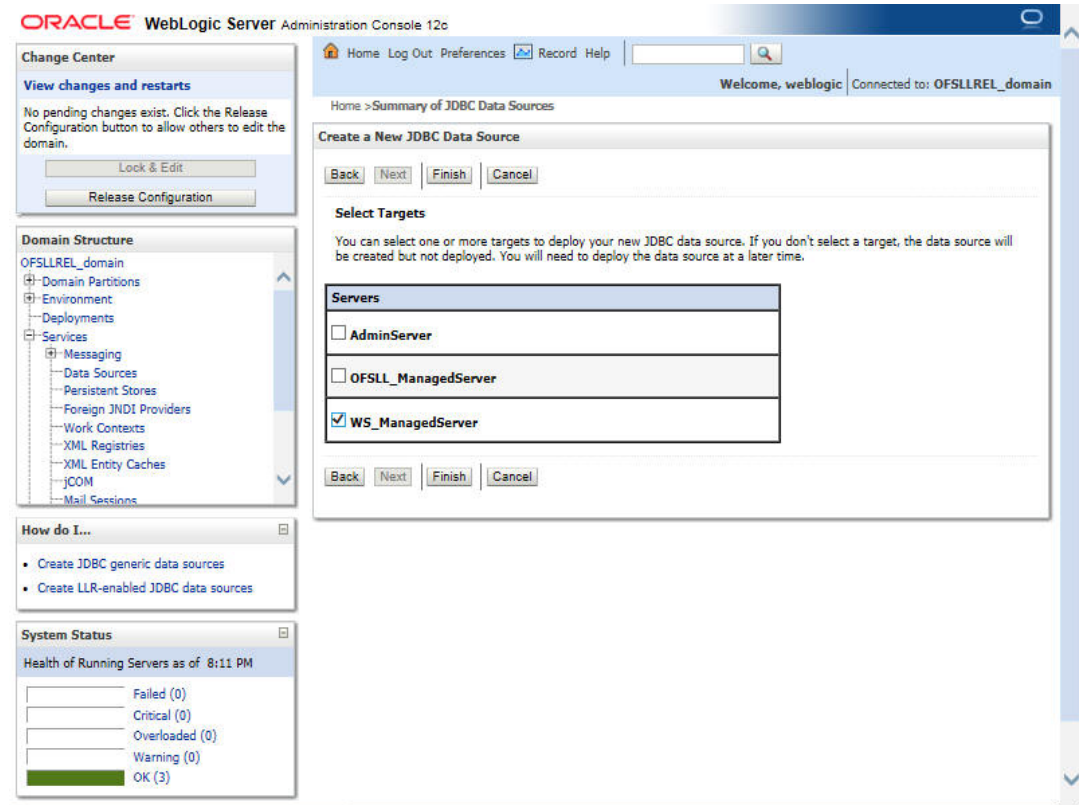 ORACLE WebLogic Server Administration Console 12c
Change Center
View changes and restarts
No pending changes exist. Click the Release
Configuration button to allow others to edit the
domain.
Lock & Edit
Release Configuration
Domain Structure
OFSLLREL_domain
Domain Partitions
Environment
Deployments
Services
Messaging
Data Sources
Persistent Stores
Foreign JNDI Providers
Work Contexts
XML Registries
XML Entity Caches
jCOM
Mail Sessions
How do I...
Create JDBC generic data sources
Create LLR-enabled JDBC data sources
System Status
Health of Running Servers as of 8:11 PM
Failed (0)
Critical (0)
Overloaded (0)
Warning (0)
OK (3)
Home Log Out Preferences Record Help
Welcome, weblogic Connected to: OFSLLREL_domain
Home >Summary of JDBC Data Sources
Create a New JDBC Data Source
Back Next Finish Cancel
Select Targets
You can select one or more targets to deploy your new JDBC data source. If you don't select a target, the data source will
be created but not deployed. You will need to deploy the data source at a later time.
Servers
AdminServer
OFSLL_ManagedServer
WS_ManagedServer
Back Next Finish Cancel